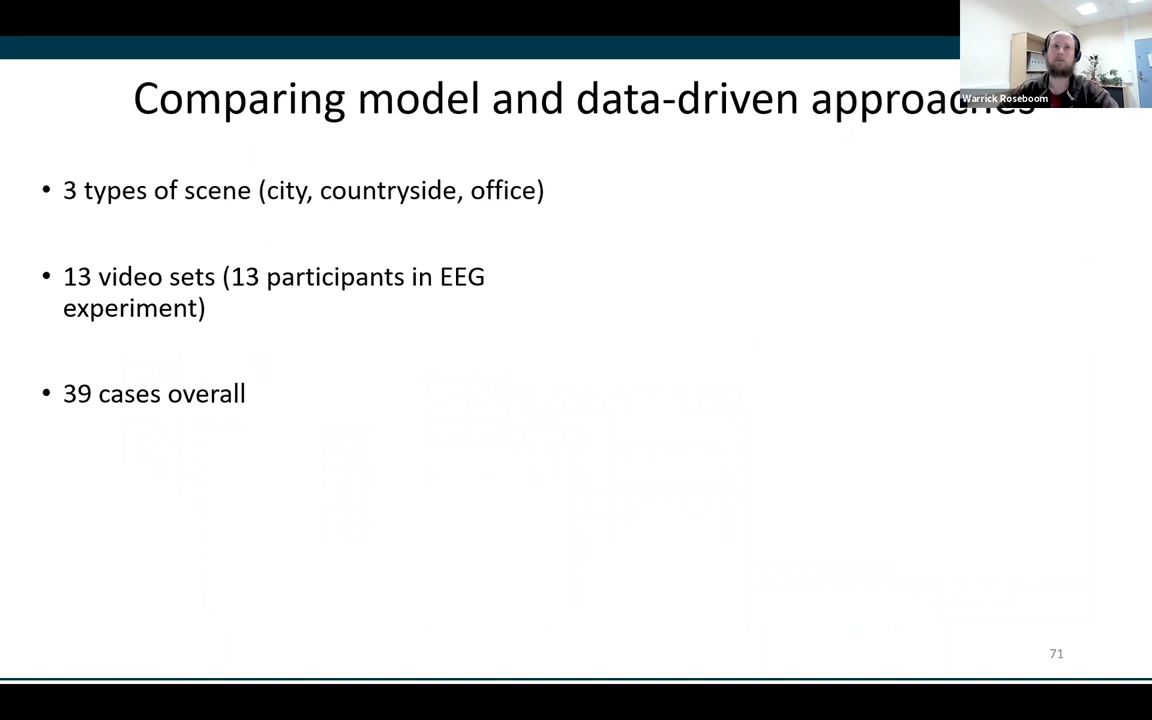 Comparing model and data-driven approaches
Warrick Roseboom
• 3 types of scene (city, countryside, office)
• 13 video sets (13 participants in EEG
experiment)
• 39 cases overall
71